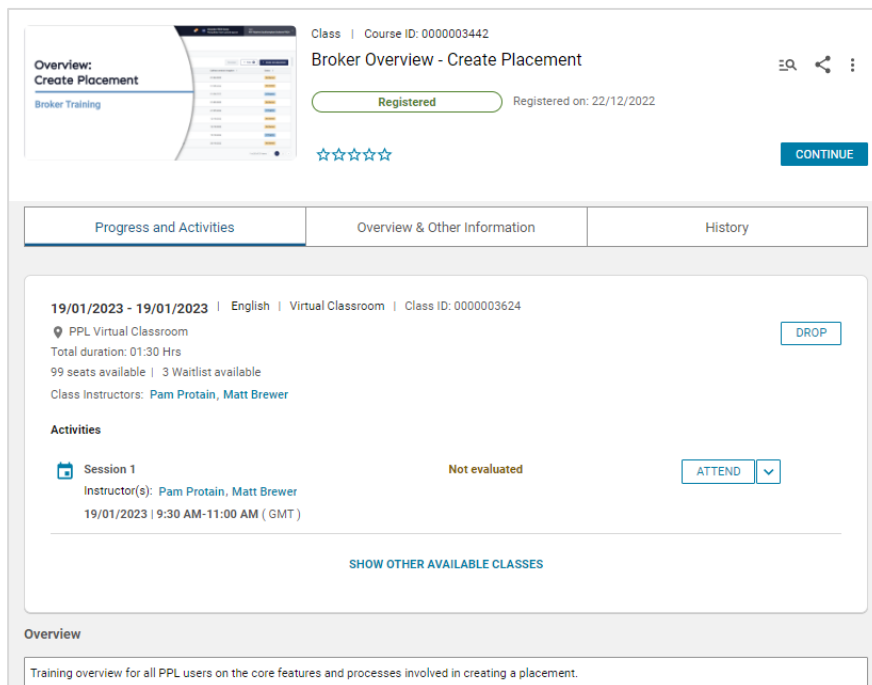 Class | Course ID: 0000003442
Overview:
Create Placement
Broker Training
Broker Overview - Create Placement
Registered
Registered on: 22/12/2022
CONTINUE
Progress and Activities
Overview & Other Information
History
19/01/2023 - 19/01/2023 | English | Virtual Classroom | Class ID: 0000003624
PPL Virtual Classroom
DROP
Total duration: 01:30 Hrs
99 seats available | 3 Waitlist available
Class Instructors: Pam Protain, Matt Brewer
Activities
Session 1
Not evaluated
ATTEND
Instructor(s): Pam Protain, Matt Brewer
19/01/2023 | 9:30 AM-11:00 AM ( GMT )
SHOW OTHER AVAILABLE CLASSES
Overview
Training overview for all PPL users on the core features and processes involved in creating a placement.